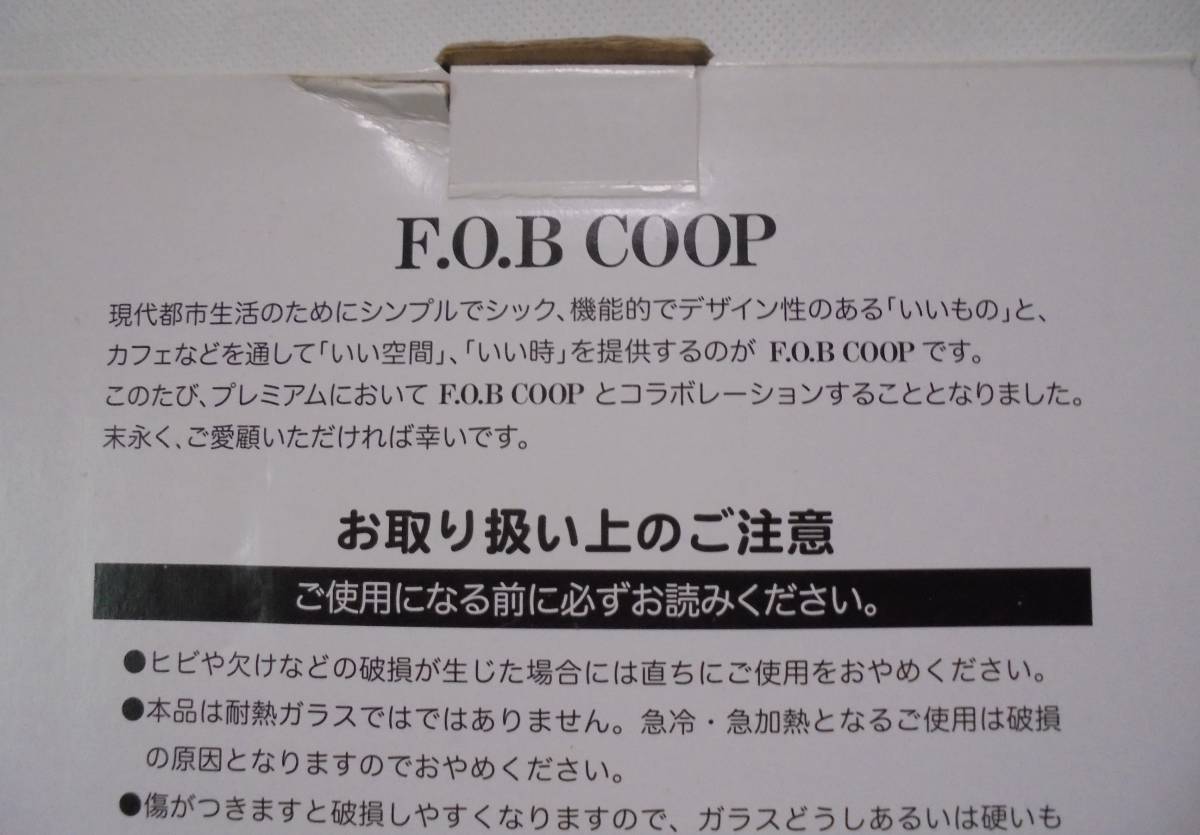 F.O.B COOP
現代都市生活のためにシンプルでシック、機能的でデザイン性のある「いいもの」と、
カフェなどを通して「いい空間」、「いい時」を提供するのが F.O.B COOP です。
このたび、プレミアムにおいて F.O.B COOP とコラボレーションすることとなりました。
末永く、ご愛顧いただければ幸いです。
お取り扱い上のご注意
ご使用になる前に必ずお読みください。
●ヒビや欠けなどの破損が生じた場合には直ちにご使用をおやめください。
●本品は耐熱ガラスではではありません。急冷・急加熱となるご使用は破損
の原因となりますのでおやめください。
●傷がつきますと破損しやすくなりますので、ガラスどうしあるいは硬いも